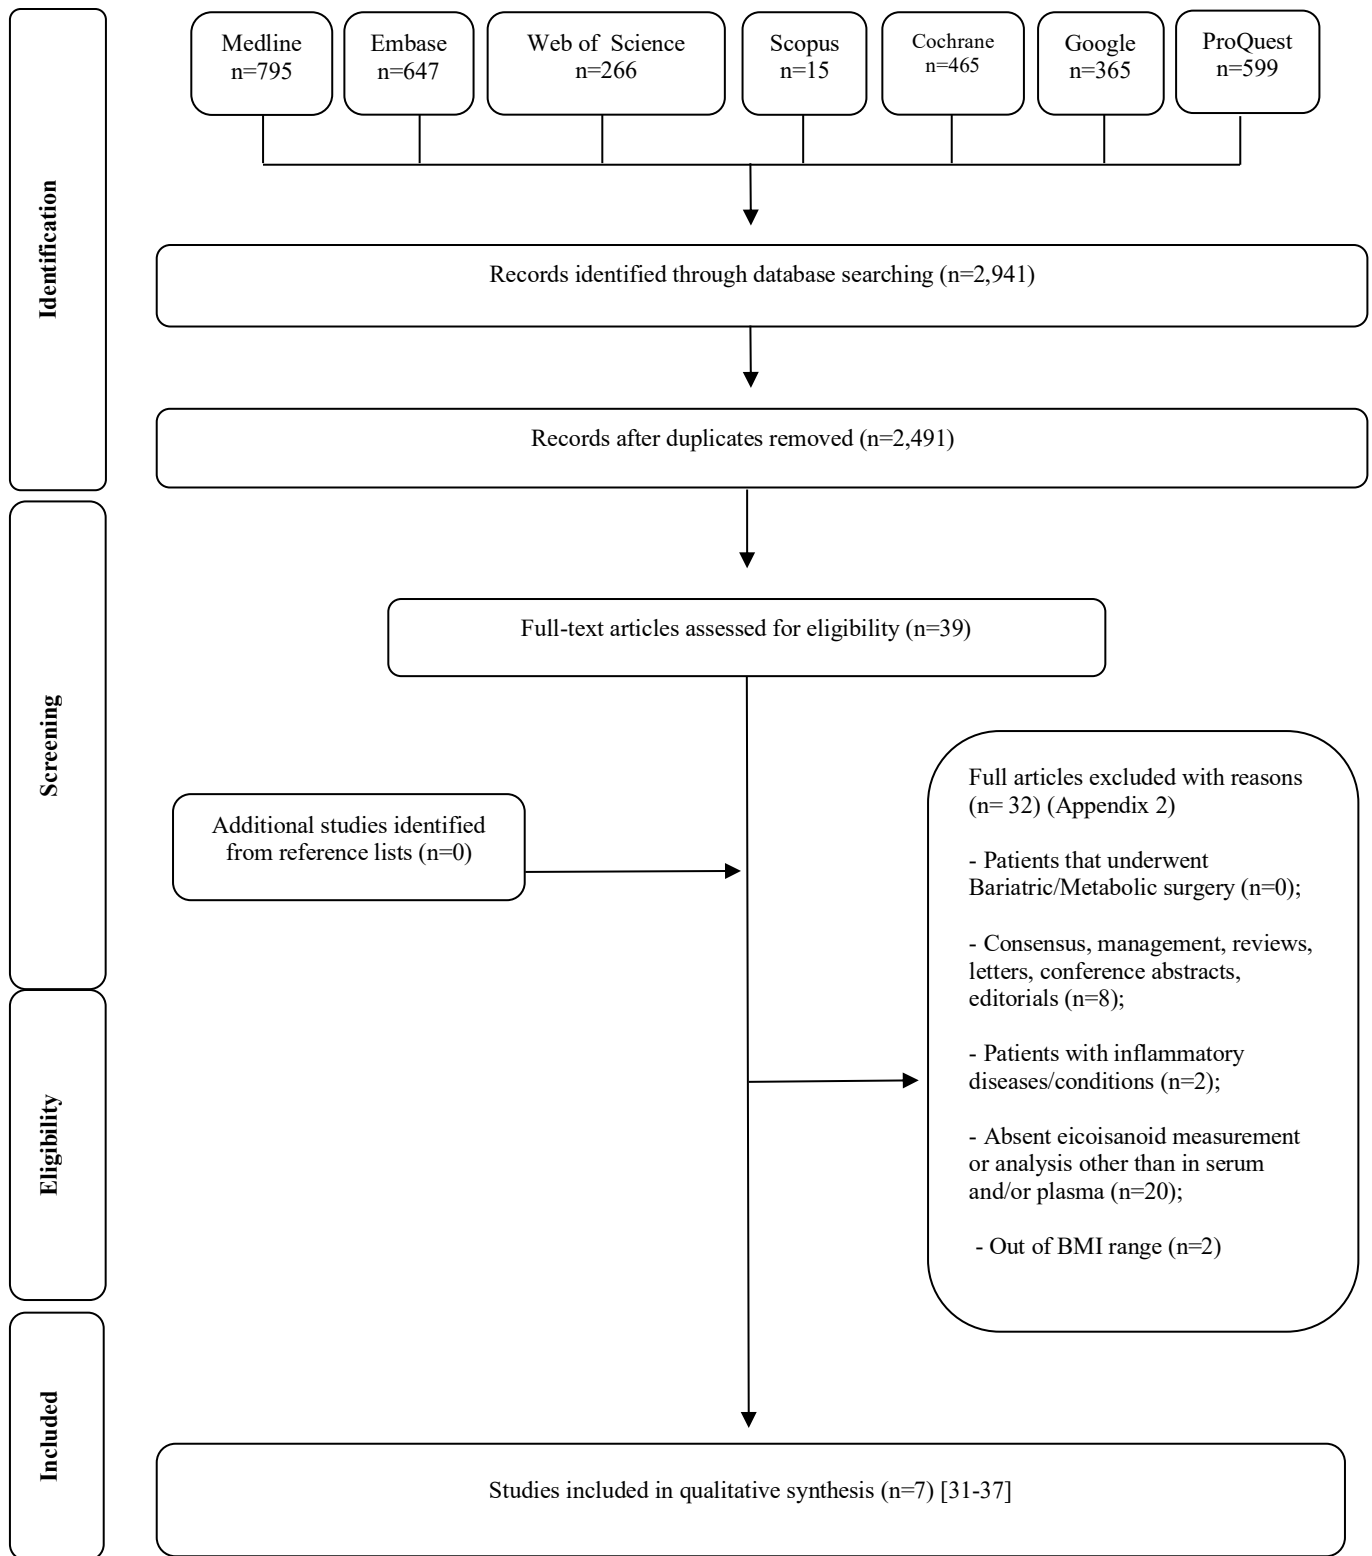 Identification
Medline
n=795
Embase
n=647
Web of  Science
n=266
Scopus
n=15
Cochrane
n=465
Google
n=365
ProQuest
n=599
Records identified through database searching (n=2,941)
Records after duplicates removed (n=2,491)
Screening
Full-text articles assessed for eligibility (n=39)
Additional studies identified
from reference lists (n=0)
Eligibility
Full articles excluded with reasons
(n= 32) (Appendix 2)
- Patients that underwent
Bariatric/Metabolic surgery (n=0);
- Consensus, management, reviews,
letters, conference abstracts,
editorials (n=8);
- Patients with inflammatory
diseases/conditions (n=2);
- Absent eicoisanoid measurement
or analysis other than in serum
and/or plasma (n=20);
- Out of BMI range (n=2)
Included
Studies included in qualitative synthesis (n=7) [31-37]